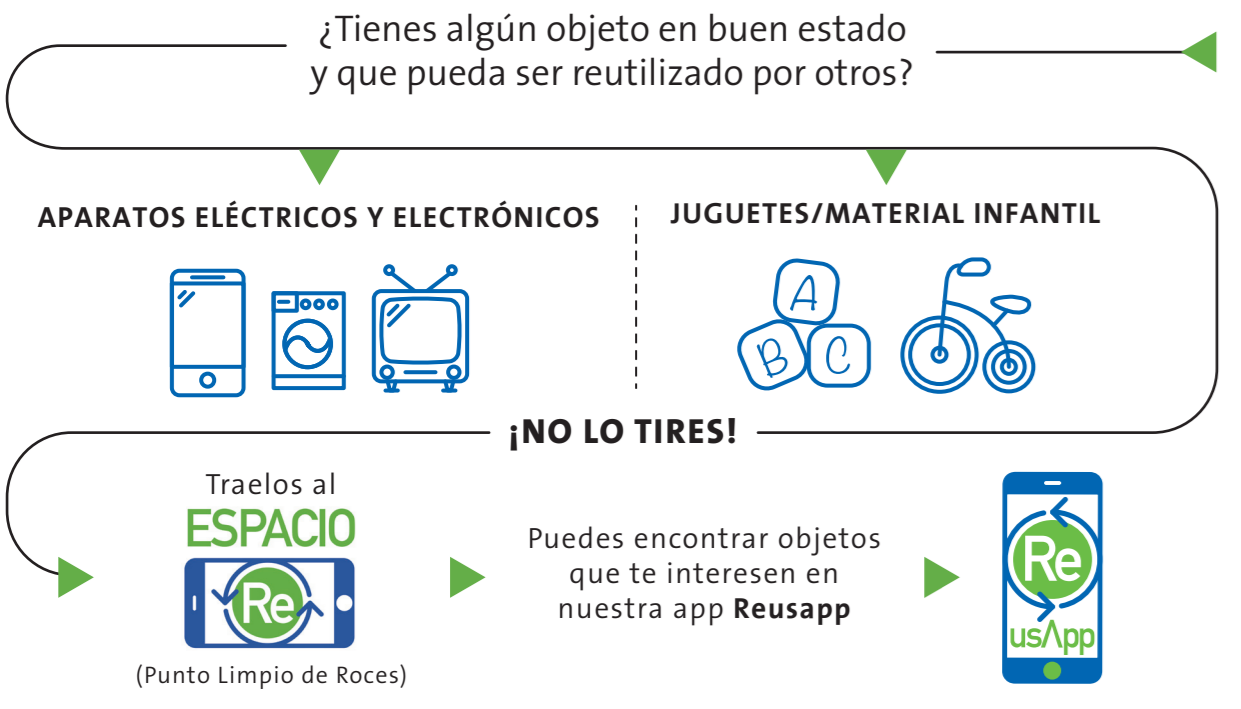 ¿Tienes algún objeto en buen estado
y que pueda ser reutilizado por otros?
APARATOS ELÉCTRICOS Y ELECTRÓNICOS
JUGUETES/MATERIAL INFANTIL
A
B C
¡NO LO TIRES!
Traelos al
ESPACIO
Re
(Punto Limpio de Roces)
Puedes encontrar objetos
que te interesen en
nuestra app Reusapp
Re
usApp